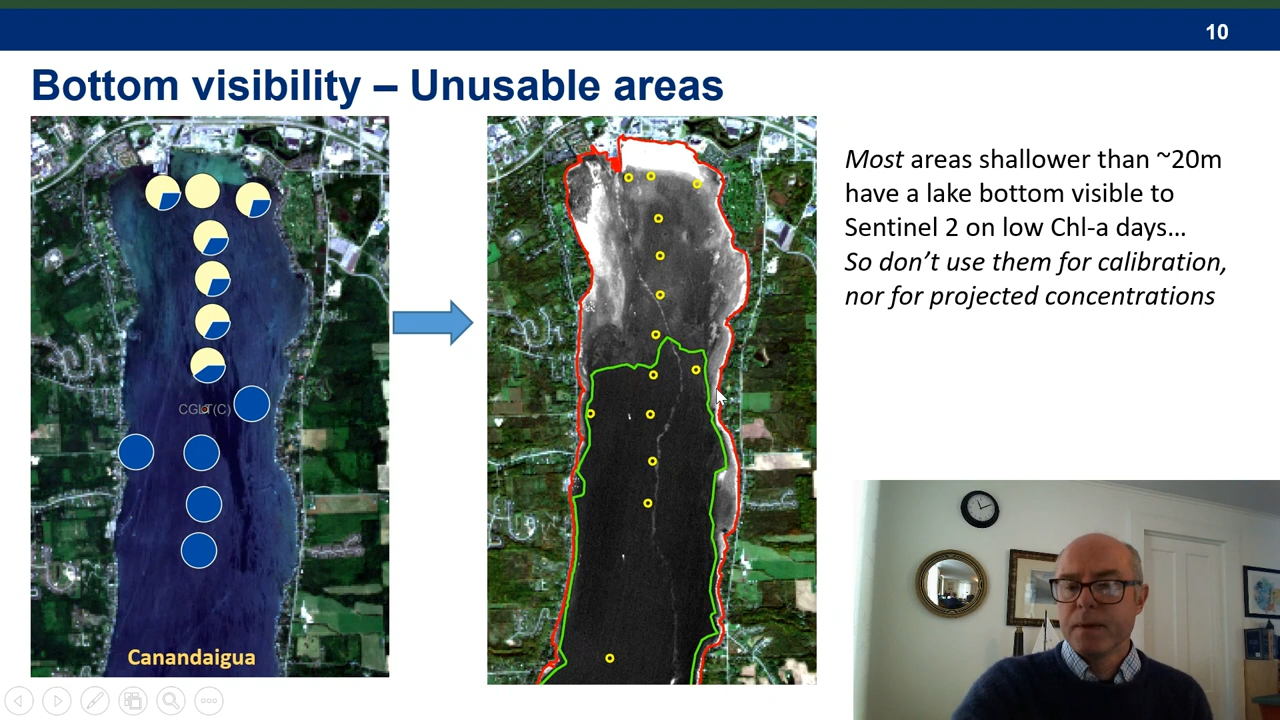 10
Bottom visibility – Unusable areas
Most areas shallower than ~20m
have a lake bottom visible to
Sentinel 2 on low Chl-a days…
So don’t use them for calibration,
nor for projected concentrations
CGLT(C)
Canandaigua